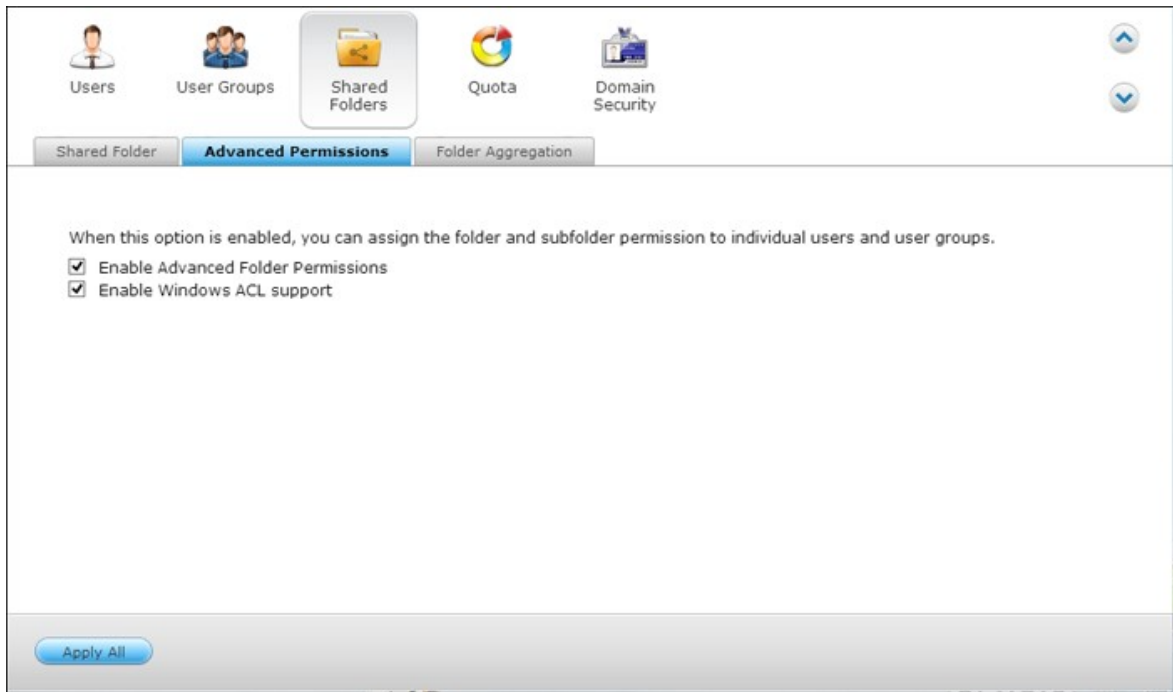 Users
User Groups
Shared
Folders
Quota
Domain
Security
Shared Folder
Advanced Permissions
Folder Aggregation
When this option is enabled, you can assign the folder and subfolder permission to individual users and user groups.
Enable Advanced Folder Permissions
Enable Windows ACL support
Apply All